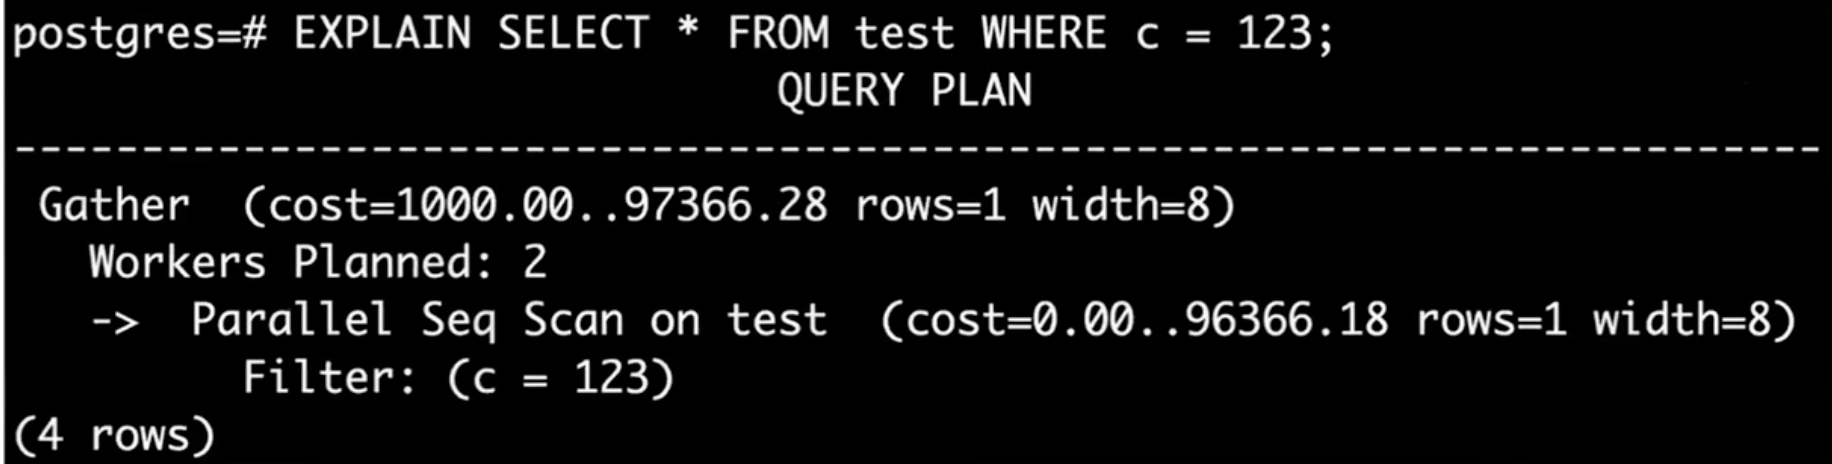 postgres=# EXPLAIN SELECT * FROM test WHERE c = 123;
QUERY PLAN
------------------------------------------------------------------------
Gather  (cost=1000.00..97366.28 rows=1 width=8)
Workers Planned: 2
->  Parallel Seq Scan on test  (cost=0.00..96366.18 rows=1 width=8)
Filter: (c = 123)
(4 rows)